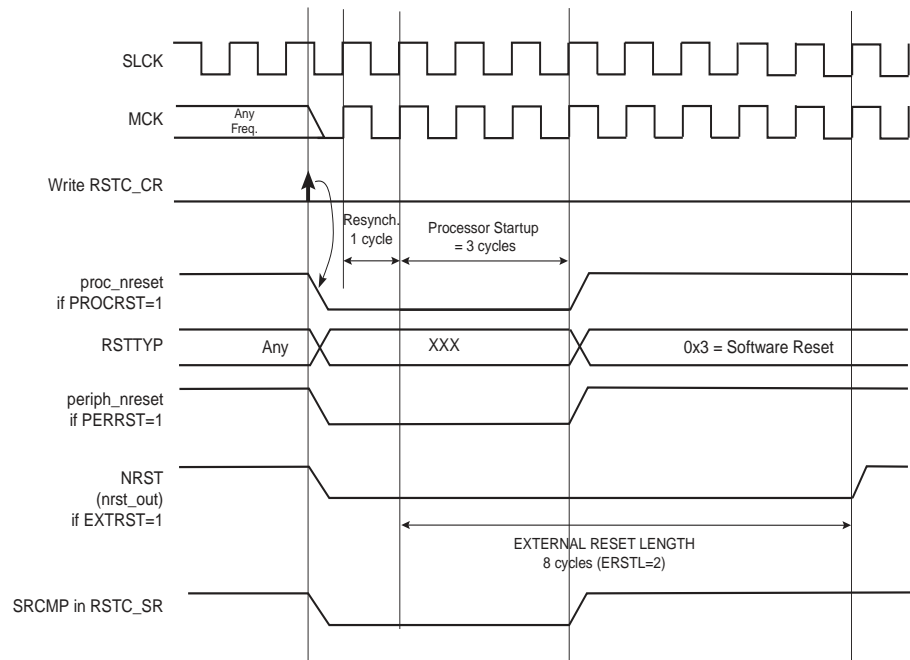 SLCK
MCK
Any
Freq.
Write RSTC_CR
Resynch.
1 cycle
Processor Startup
= 3 cycles
proc_nreset
if PROCRST=1
RSTTYP
Any
XXX
0x3 = Software Reset
periph_nreset
if PERRST=1
NRST
(nrst_out)
if EXTRST=1
EXTERNAL RESET LENGTH
8 cycles (ERSTL=2)
SRCMP in RSTC_SR